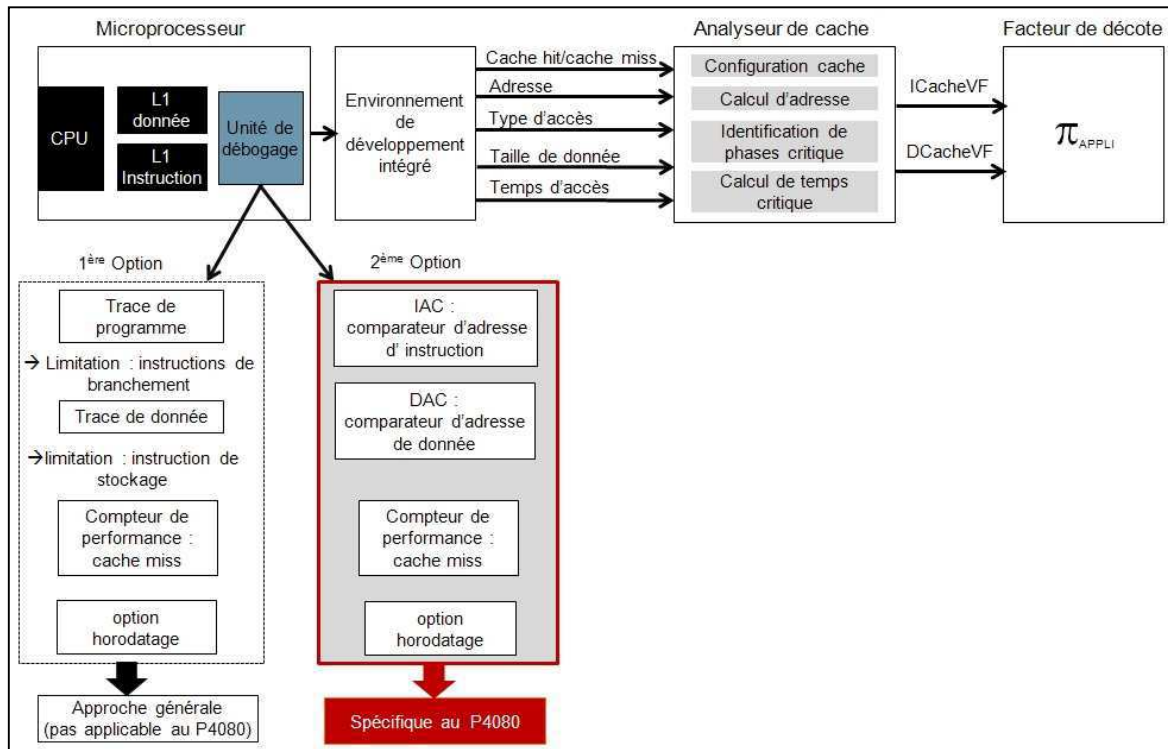 Microprocesseur
Analyseur de cache
Facteur de décote
CPU
L1
donnée
L1
Instruction
Unité de
débogage
Environnement
de
développement
intégré
Cache hit/cache miss
Adresse
Type d'accès
Taille de donnée
Temps d'accès
Configuration cache
Calcul d'adresse
Identification de
phases critique
Calcul de temps
critique
ICacheVF
DCacheVF
πAPPLI
1ère Option
Trace de
programme
→ Limitation : instructions de
branchement
Trace de donnée
→limitation : instruction de
stockage
Compteur de
performance :
cache miss
option
horodatage
Approche générale
(pas applicable au P4080)
2ème Option
IAC :
comparateur d'adresse
d' instruction
DAC :
comparateur d'adresse
de donnée
Compteur de
performance :
cache miss
option
horodatage
Spécifique au P4080